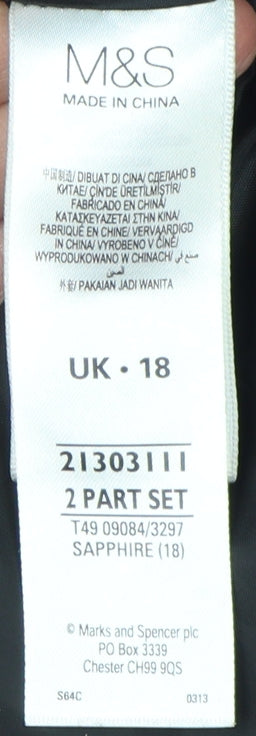 M&S
MADE IN CHINA
中国制造/ DIBUAT DI CINA/ СДЕЛАНО В
КИТАЕ/ ÇİN'DE ÜRETİLMİŞTİR/
FABRICADO EN CHINA/
ΚΑΤΑΣΚΕΥΑΖΕΤΑΙ ΣΤΗΝ ΚΙΝΑ/
FABRIQUÉ EN CHINE/ VERVAARDIGD
IN CHINA/ VYROBENO V ČÍNĚ/
WYPRODUKOWANO W CHINACH/ صنع في
الصين
外套/ PAKAIAN JADI WANITA
UK • 18
21303111
2 PART SET
T49 09084/3297
SAPPHIRE (18)
© Marks and Spencer plc
PO Box 3339
Chester CH99 9QS
S64C 0313